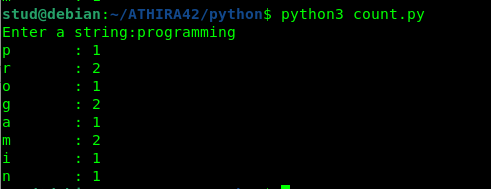 stud@debian:~/ATHIRA42/python$ python3 count.py
Enter a string:programming
p : 1
r : 2
o : 1
g : 2
a : 1
m : 2
i : 1
n : 1